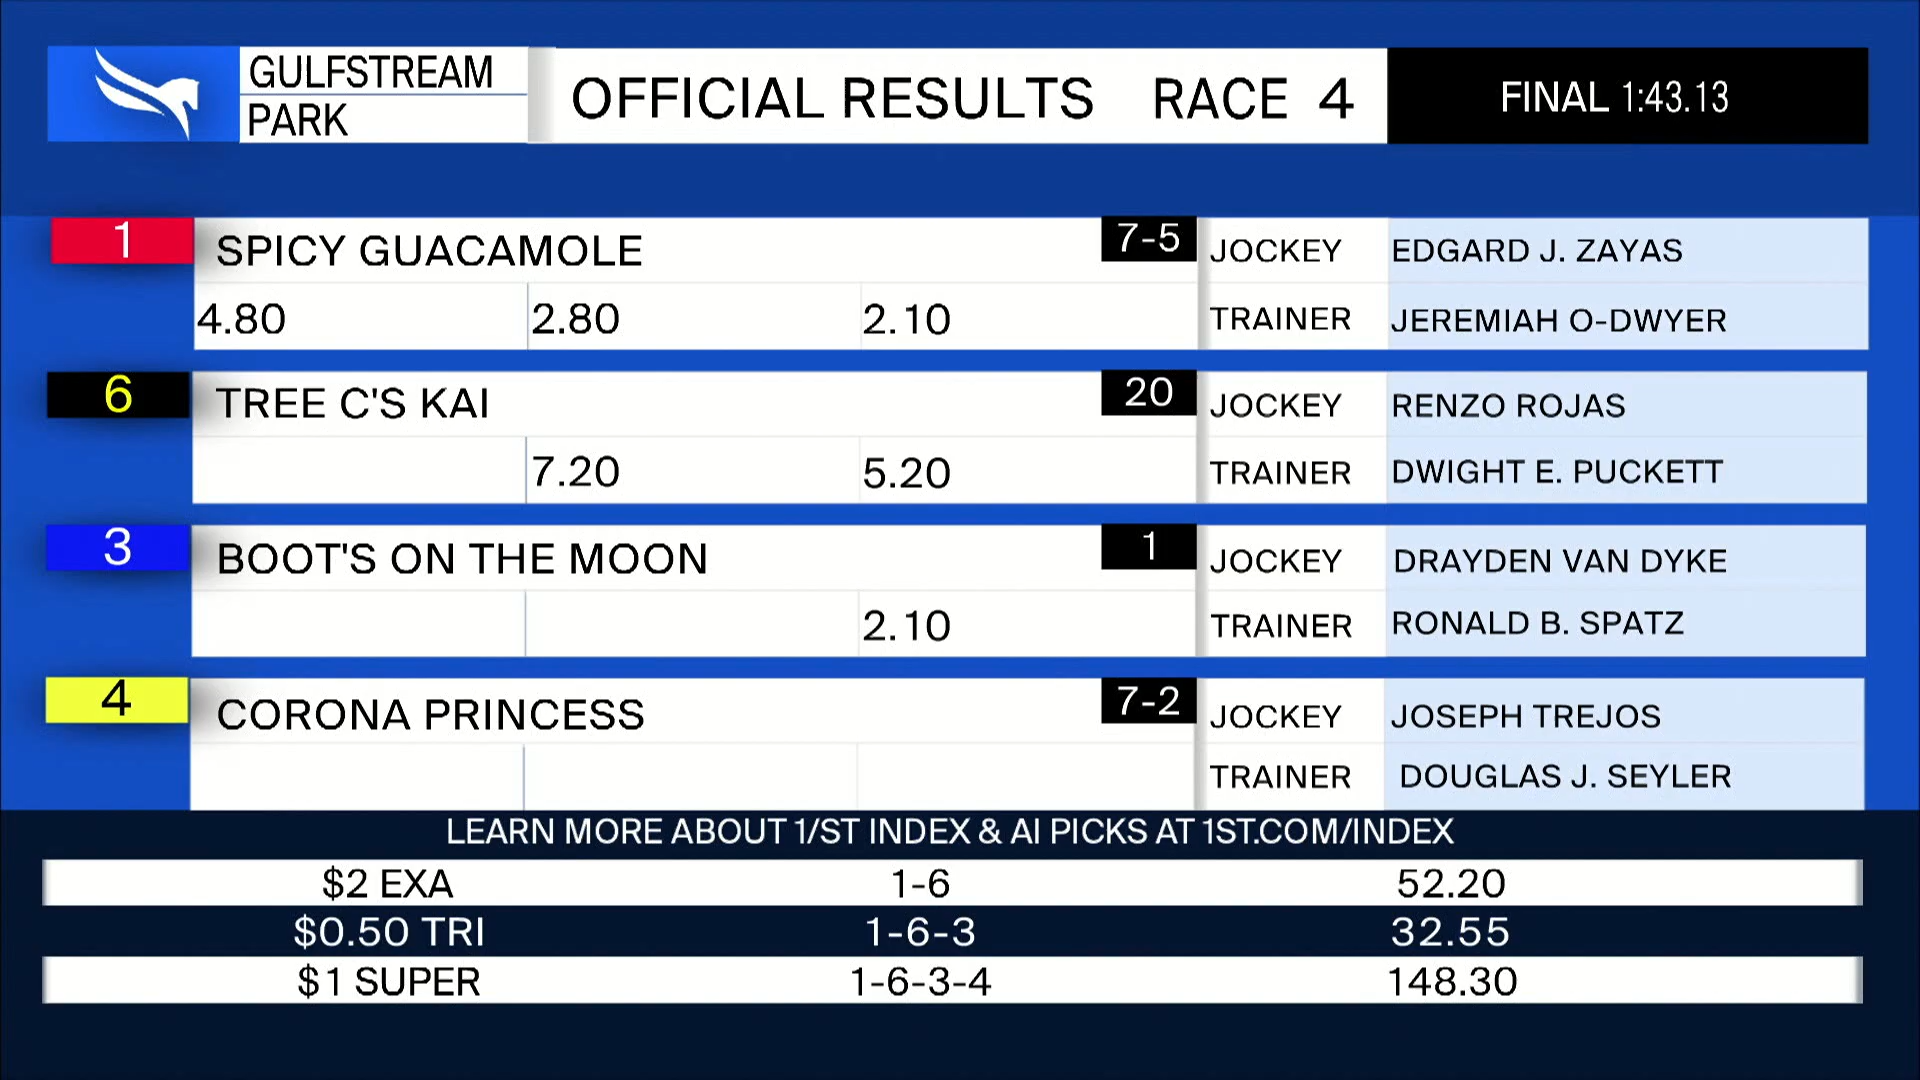 GULFSTREAM
PARK
OFFICIAL RESULTS RACE 4
FINAL 1:43.13
1 SPICY GUACAMOLE 7-5 JOCKEY EDGARD J. ZAYAS
4.80 2.80 2.10 TRAINER JEREMIAH O-DWYER
6 TREE C'S KAI 20 JOCKEY RENZO ROJAS
7.20 5.20 TRAINER DWIGHT E. PUCKETT
3 BOOT'S ON THE MOON 1 JOCKEY DRAYDEN VAN DYKE
2.10 TRAINER RONALD B. SPATZ
4 CORONA PRINCESS 7-2 JOCKEY JOSEPH TREJOS
TRAINER DOUGLAS J. SEYLER
LEARN MORE ABOUT 1/ST INDEX & AI PICKS AT 1ST.COM/INDEX
$2 EXA 1-6 52.20
$0.50 TRI 1-6-3 32.55
$1 SUPER 1-6-3-4 148.30